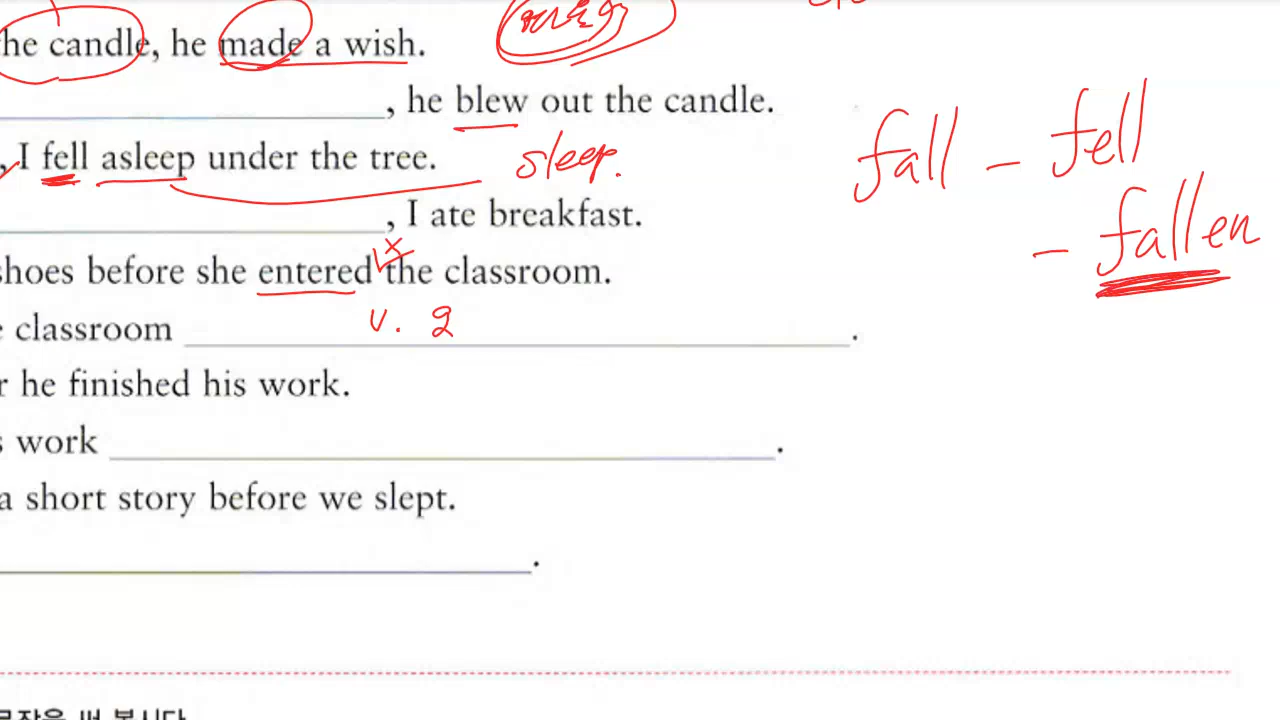 he candle, he made a wish.
, he blew out the candle.
, I fell asleep under the tree. sleep.
fall - fell
- fallen
, I ate breakfast.
x
shoes before she entered the classroom.
v. 2
classroom .
r he finished his work.
s work .
a short story before we slept.
.